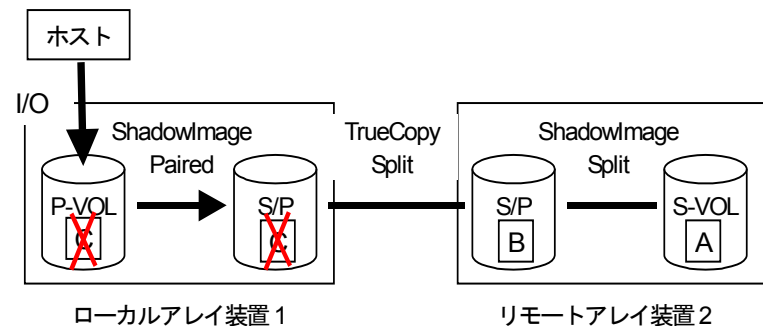 ホスト
I/O
ShadowImage
Paired
TrueCopy
Split
ShadowImage
Split
P-VOL
S/P
S/P
S-VOL
C
C
B
A
ローカルアレイ装置 1
リモートアレイ装置 2